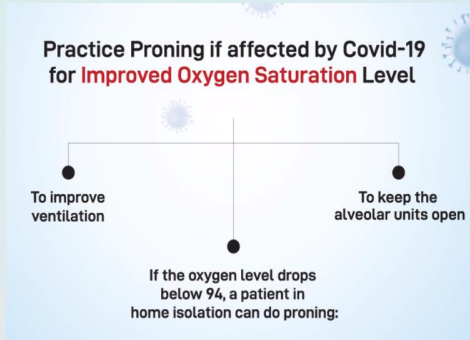 Practice Proning if affected by Covid-19
for Improved Oxygen Saturation Level
To improve
ventilation
To keep the
alveolar units open
If the oxygen level drops
below 94, a patient in
home isolation can do proning: